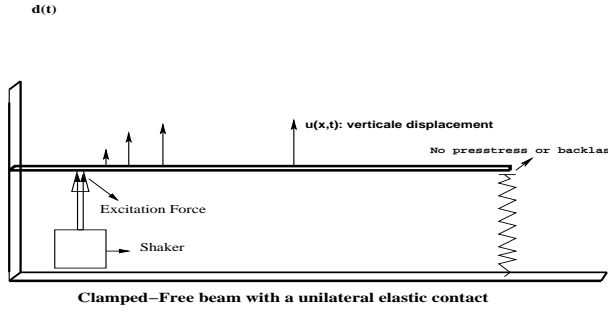 d(t)
u(x,t): verticale displacement
No presstress or backlas
Excitation Force
Shaker
Clamped−Free beam with a unilateral elastic contact